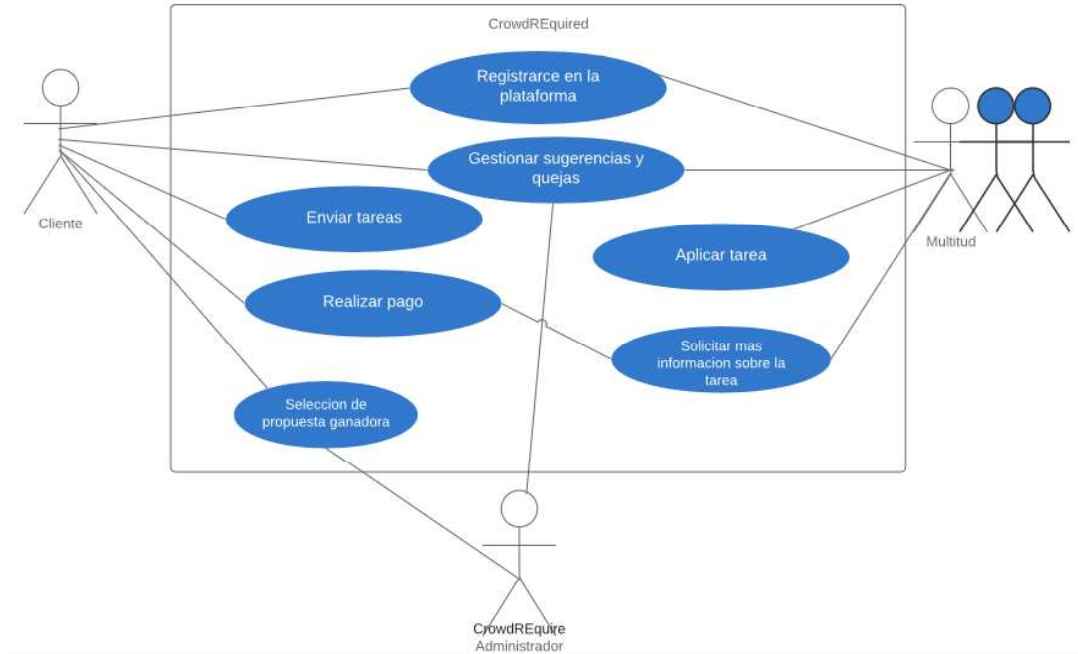 CrowdREquired
Registrarce en la
plataforma
Gestionar sugerencias y
quejas
Cliente
Enviar tareas
Multitud
Aplicar tarea
Realizar pago
Solicitar mas
informacion sobre la
tarea
Seleccion de
propuesta ganadora
CrowdREquire
Administrador